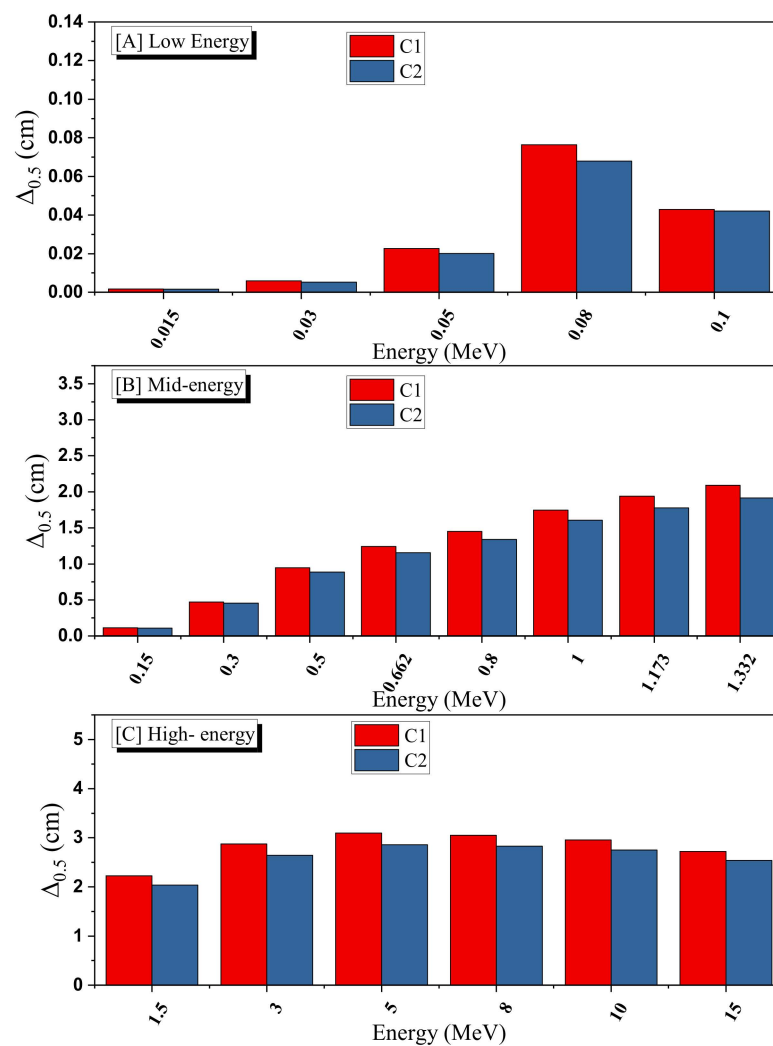 [A] Low Energy
C1
C2
0.14
0.12
0.10
0.08
0.06
0.04
0.02
0.00
Δ0.5 (cm)
0.015
0.03
0.05
0.08
0.1
Energy (MeV)
[B] Mid-energy
C1
C2
3.5
3.0
2.5
2.0
1.5
1.0
0.5
0.0
Δ0.5 (cm)
0.15
0.3
0.5
0.662
0.8
1
1.173
1.332
Energy (MeV)
[C] High- energy
C1
C2
5
4
3
2
1
0
Δ0.5 (cm)
1.5
3
5
8
10
15
Energy (MeV)